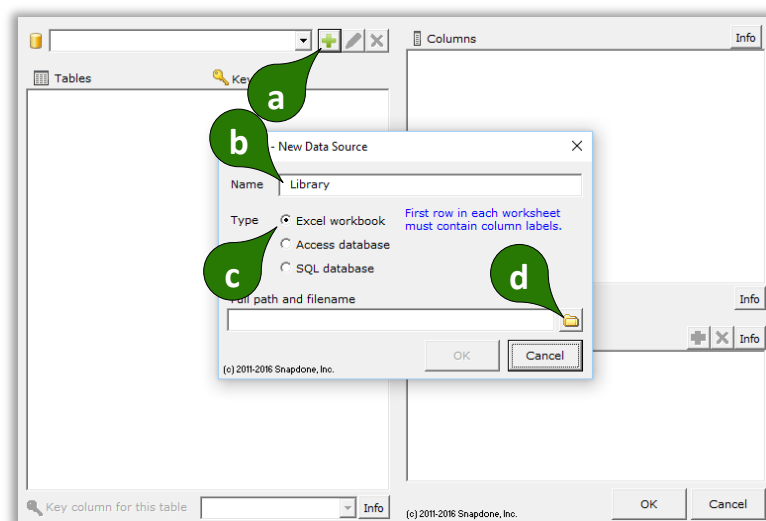 Columns
Info
Tables
Key
a
b
- New Data Source
Name
Library
Type
Excel workbook
First row in each worksheet
must contain column labels.
Access database
c
SQL database
d
path and filename
Info
Info
OK
Cancel
(c) 2011-2016 Snapdone, Inc.
Key column for this table
Info
(c) 2011-2016 Snapdone, Inc.
OK
Cancel